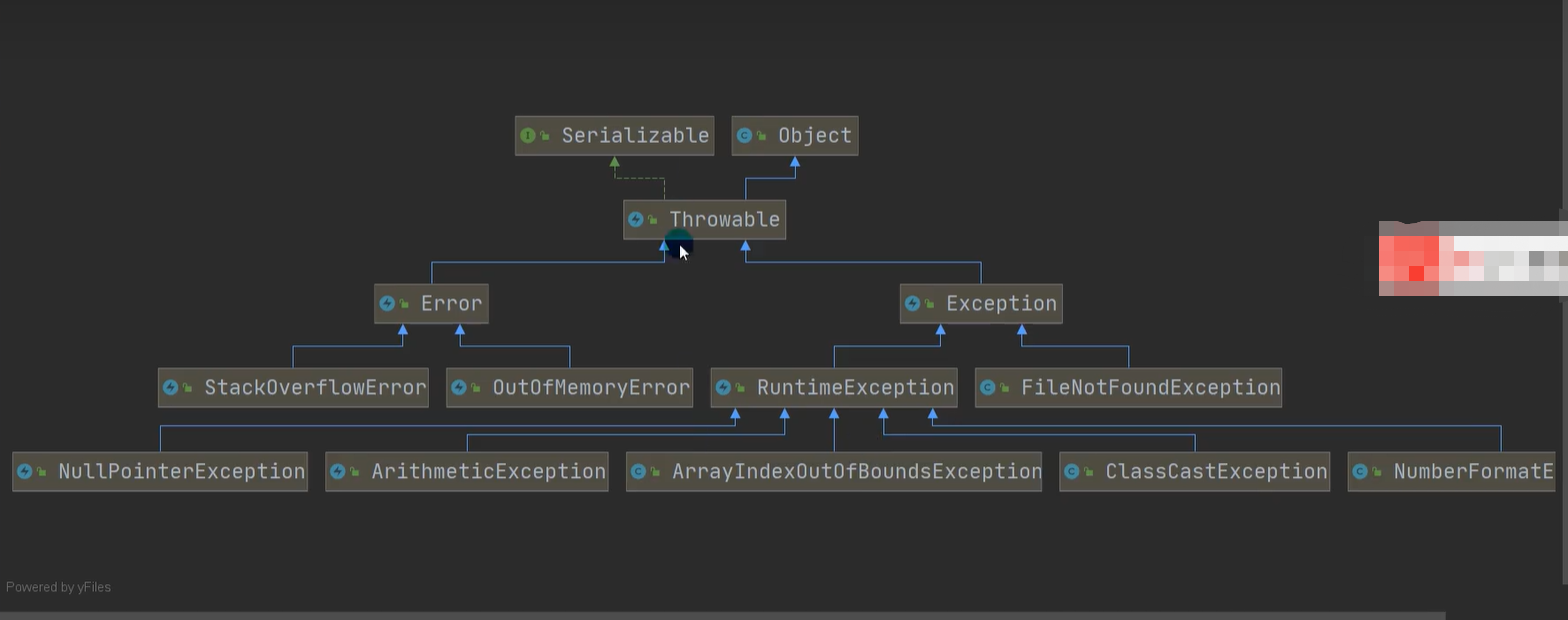 Serializable
Object
Throwable
Error
Exception
StackOverflowError
OutOfMemoryError
RuntimeException
FileNotFoundException
NullPointerException
ArithmeticException
ArrayIndexOutOfBoundsException
ClassCastException
NumberFormatE
Powered by yFiles